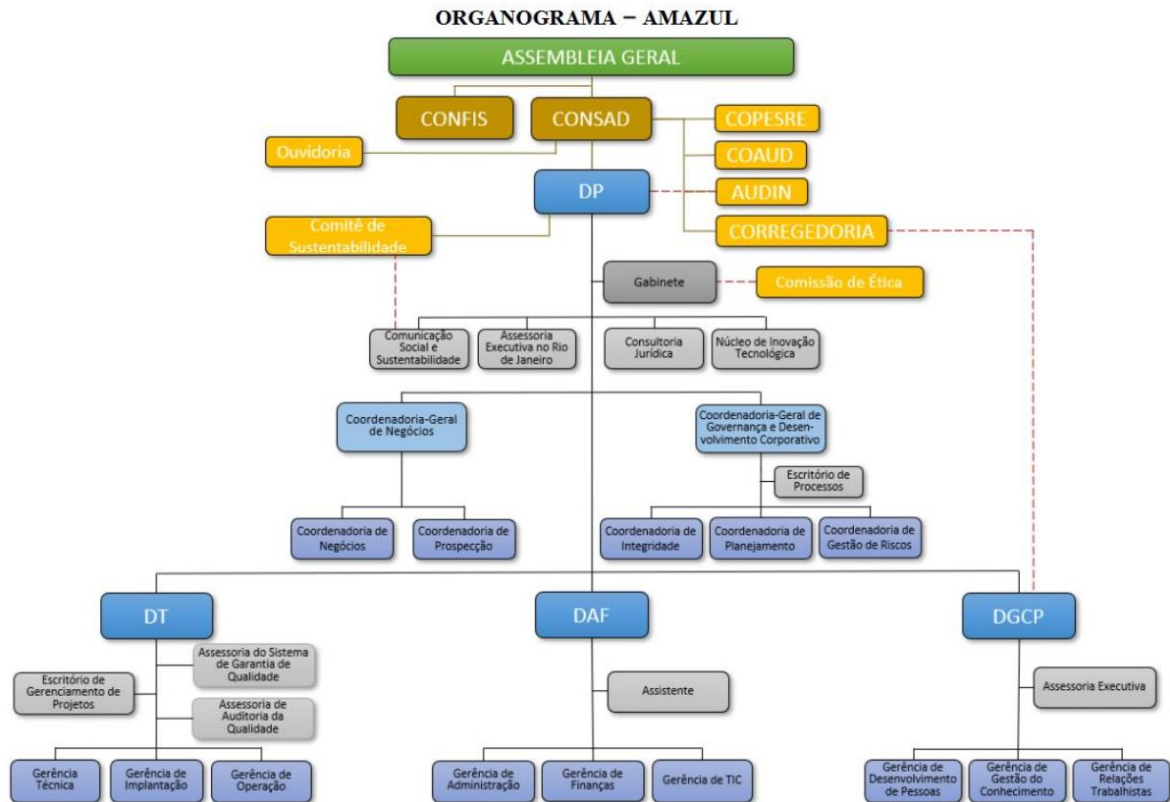 ORGANOGRAMA – AMAZUL
ASSEMBLEIA GERAL
CONFIS
CONSAD
COPESRE
Ouvidoria
COAUD
DP
AUDIN
Comitê de
Sustentabilidade
CORREGEDORIA
Gabinete
Comissão de Ética
Comunicação
Social e
Sustentabilidade
Assessoria
Executiva no Rio
de Janeiro
Consultoria
Jurídica
Núcleo de Inovação
Tecnológica
Coordenadoria-Geral
de Negócios
Coordenadoria-Geral de
Governança e Desen-
volvimento Corporativo
Escritório de
Processos
Coordenadoria de
Negócios
Coordenadoria de
Prospecção
Coordenadoria de
Integridade
Coordenadoria de
Planejamento
Coordenadoria de
Gestão de Riscos
DT
DAF
DGCP
Assessoria do Sistema
de Garantia de
Qualidade
Escritório de
Gerenciamento de
Projetos
Assessoria de
Auditoria da
Qualidade
Assistente
Assessoria Executiva
Gerência
Técnica
Gerência de
Implantação
Gerência de
Operação
Gerência de
Administração
Gerência de
Finanças
Gerência de TIC
Gerência de
Desenvolvimento
de Pessoas
Gerência de
Gestão do
Conhecimento
Gerência de
Relações
Trabalhistas